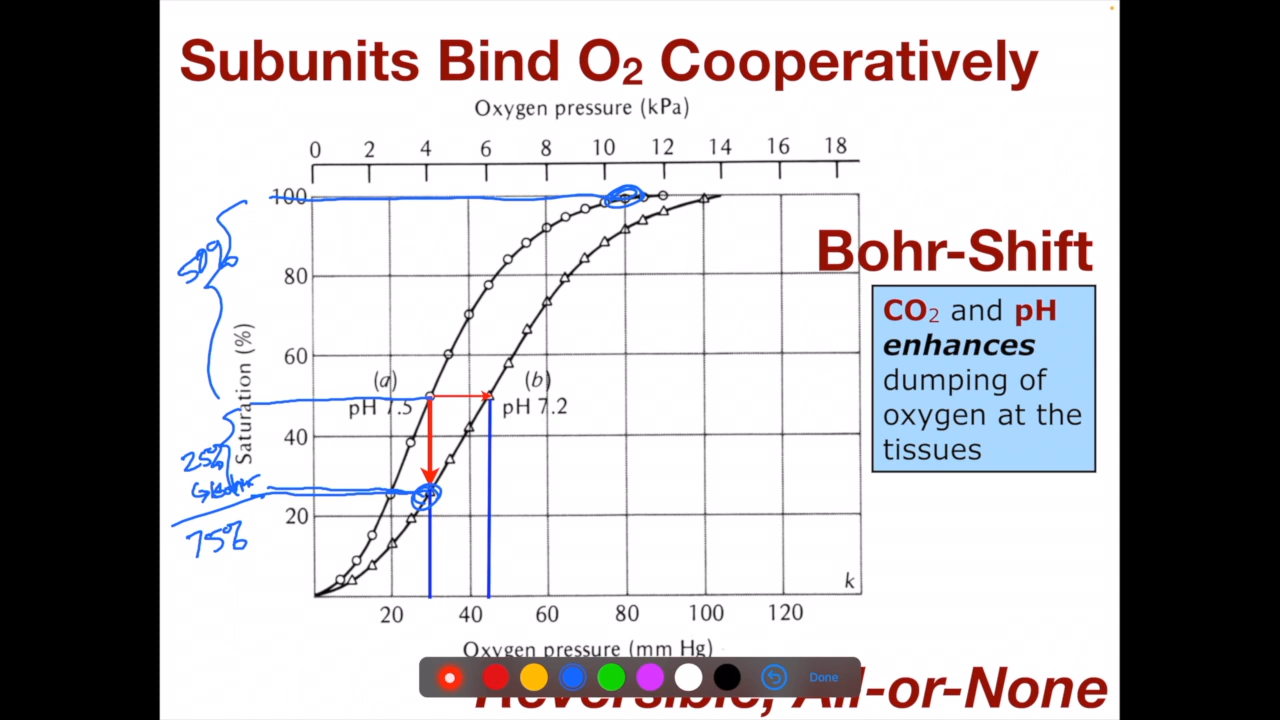 Subunits Bind O₂ Cooperatively
Oxygen pressure (kPa)
0 2 4 6 8 10 12 14 16 18
100
80
60
40
20
Saturation (%)
50%
25%
75%
(a)
pH 7.5
(b)
pH 7.2
k
20 40 60 80 100 120
Oxygen pressure (mm Hg)
Bohr-Shift
CO₂ and pH
enhances
dumping of
oxygen at the
tissues
Reversible, All-or-None
Done